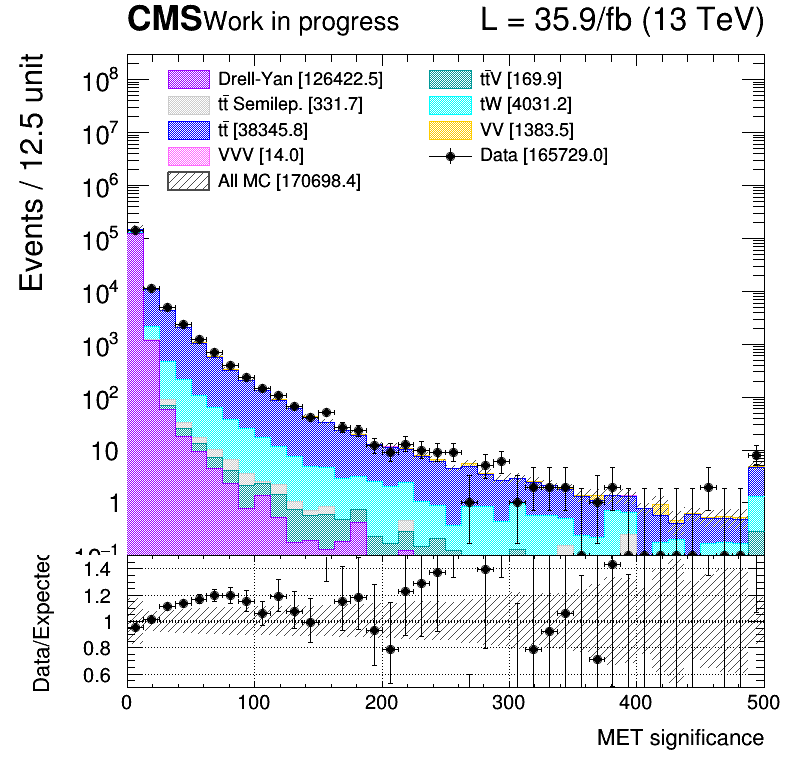 CMS Work in progress L = 35.9/fb (13 TeV)
Events / 12.5 unit
Drell-Yan [126422.5]
tt̄ Semilep. [331.7]
tt̄ [38345.8]
VVV [14.0]
All MC [170698.4]
tt̄V [169.9]
tW [4031.2]
VV [1383.5]
Data [165729.0]
10⁸
10⁷
10⁶
10⁵
10⁴
10³
10²
10
1
10⁻¹
Data/Expected
1.4
1.2
1
0.8
0.6
0 100 200 300 400 500
MET significance